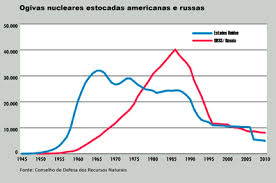 Ogivas nucleares estocadas americanas e russas
Estados Unidos
URSS/Rússia
50.000
40.000
30.000
20.000
10.000
0
1945 1950 1955 1960 1965 1970 1975 1980 1985 1990 1995 2000 2005 2010
Fonte: Conselho de Defesa dos Recursos Naturais